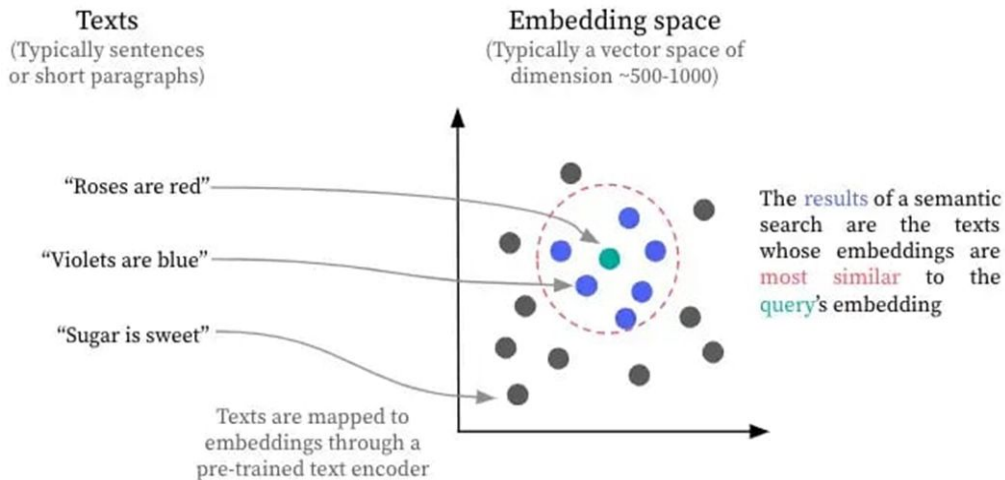 Texts
(Typically sentences
or short paragraphs)
Embedding space
(Typically a vector space of
dimension ~500-1000)
“Roses are red”
“Violets are blue”
“Sugar is sweet”
Texts are mapped to
embeddings through a
pre-trained text encoder
The results of a semantic
search are the texts
whose embeddings are
most similar to the
query’s embedding